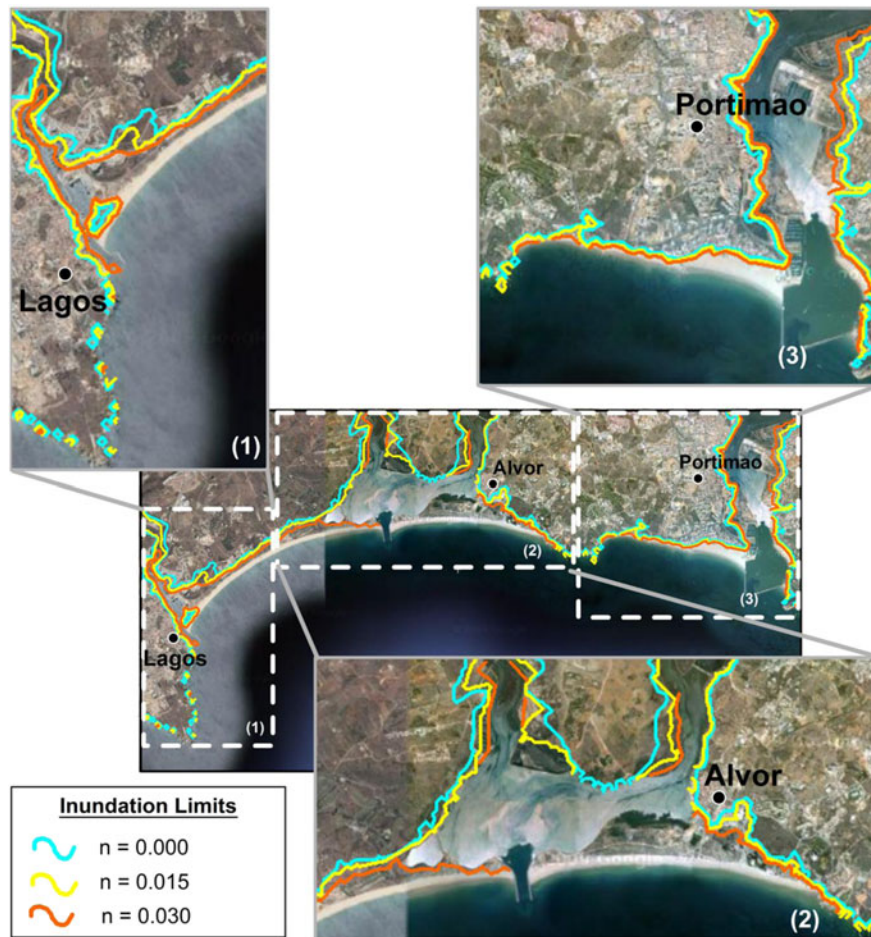 Portimao
Lagos
(3)
(1)
Portimao
Alvor
(2)
(3)
Lagos
(1)
Alvor
Inundation Limits
n = 0.000
n = 0.015
n = 0.030
(2)